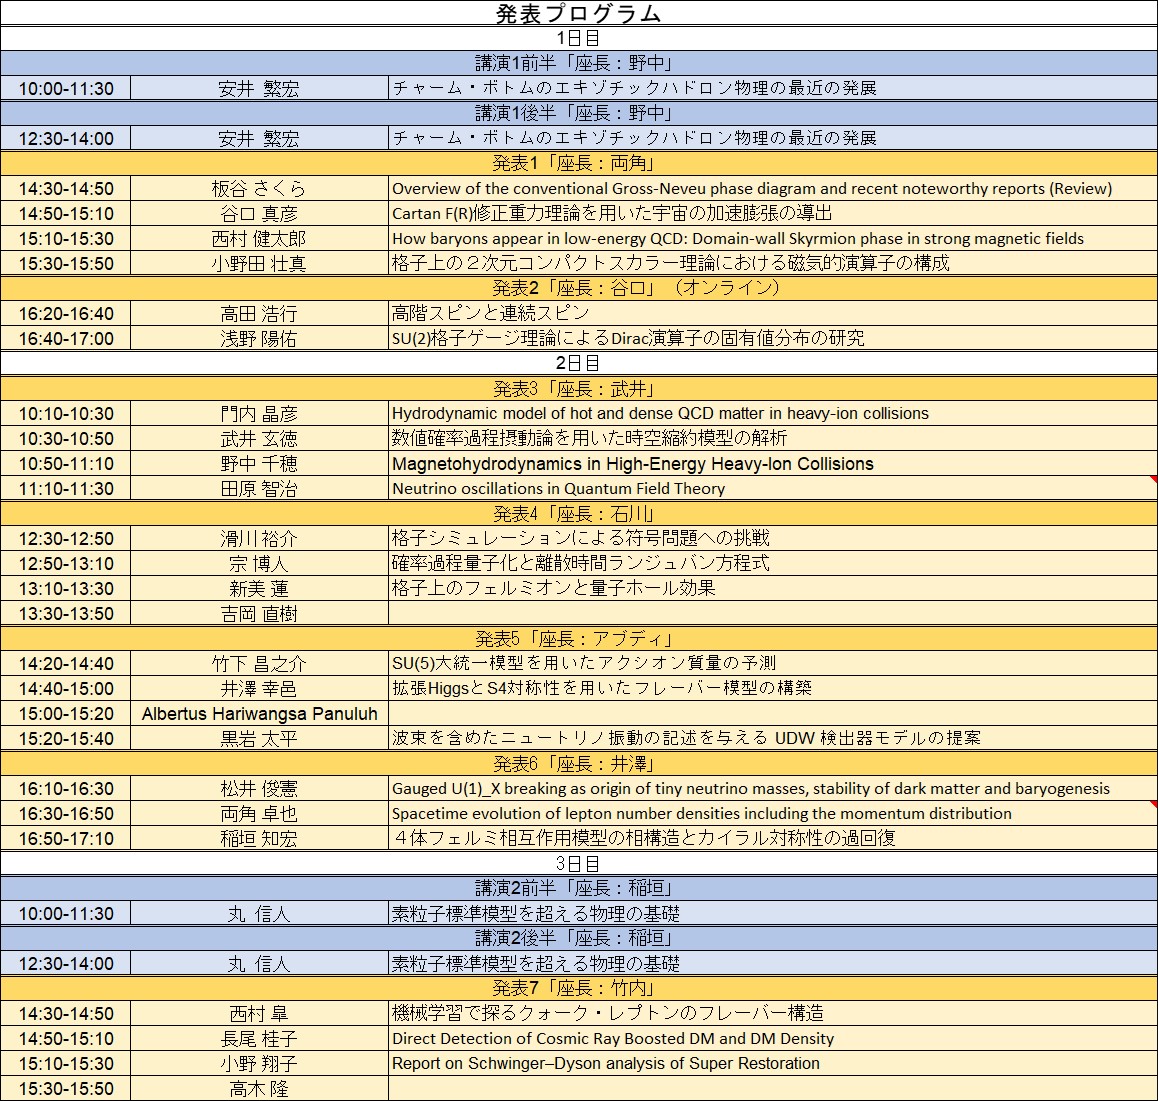 発表プログラム
1日目
講演1前半「座長：野中」
10:00-11:30 安井 繁宏 チャーム・ボトムのエキゾチックハドロン物理の最近の発展
講演1後半「座長：野中」
12:30-14:00 安井 繁宏 チャーム・ボトムのエキゾチックハドロン物理の最近の発展
発表1「座長：両角」
14:30-14:50 板谷 さくら Overview of the conventional Gross-Neveu phase diagram and recent noteworthy reports (Review)
14:50-15:10 谷口 真彦 Cartan F(R)修正重力理論を用いた宇宙の加速膨張の導出
15:10-15:30 西村 健太郎 How baryons appear in low-energy QCD: Domain-wall Skyrmion phase in strong magnetic fields
15:30-15:50 小野田 壮真 格子上の２次元コンパクトスカラー理論における磁気的演算子の構成
発表2「座長：谷口」（オンライン）
16:20-16:40 高田 浩行 高階スピンと連続スピン
16:40-17:00 浅野 陽佑 SU(2)格子ゲージ理論によるDirac演算子の固有値分布の研究
2日目
発表3「座長：武井」
10:10-10:30 門内 晶彦 Hydrodynamic model of hot and dense QCD matter in heavy-ion collisions
10:30-10:50 武井 玄徳 数値確率過程摂動論を用いた時空縮約模型の解析
10:50-11:10 野中 千穂 Magnetohydrodynamics in High-Energy Heavy-Ion Collisions
11:10-11:30 田原 智治 Neutrino oscillations in Quantum Field Theory
発表4「座長：石川」
12:30-12:50 滑川 裕介 格子シミュレーションによる符号問題への挑戦
12:50-13:10 宗 博人 確率過程量子化と離散時間ランジュバン方程式
13:10-13:30 新美 蓮 格子上のフェルミオンと量子ホール効果
13:30-13:50 吉岡 直樹
発表5「座長：アブディ」
14:20-14:40 竹下 昌之介 SU(5)大統一模型を用いたアクシオン質量の予測
14:40-15:00 井澤 幸邑 拡張HiggsとS4対称性を用いたフレーバー模型の構築
15:00-15:20 Albertus Hariwangsa Panuluh
15:20-15:40 黒岩 太平 波束を含めたニュートリノ振動の記述を与える UDW 検出器モデルの提案
発表6「座長：井澤」
16:10-16:30 松井 俊憲 Gauged U(1)_X breaking as origin of tiny neutrino masses, stability of dark matter and baryogenesis
16:30-16:50 両角 卓也 Spacetime evolution of lepton number densities including the momentum distribution
16:50-17:10 稲垣 知宏 ４体フェルミ相互作用模型の相構造とカイラル対称性の過回復
3日目
講演2前半「座長：稲垣」
10:00-11:30 丸 信人 素粒子標準模型を超える物理の基礎
講演2後半「座長：稲垣」
12:30-14:00 丸 信人 素粒子標準模型を超える物理の基礎
発表7「座長：竹内」
14:30-14:50 西村 皐 機械学習で探るクォーク・レプトンのフレーバー構造
14:50-15:10 長尾 桂子 Direct Detection of Cosmic Ray Boosted DM and DM Density
15:10-15:30 小野 翔子 Report on Schwinger–Dyson analysis of Super Restoration
15:30-15:50 高木 隆